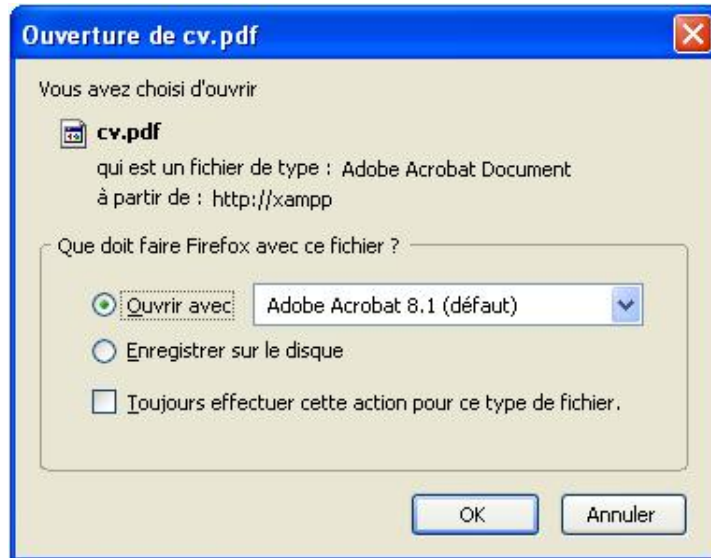 Ouverture de cv.pdf
Vous avez choisi d'ouvrir
cv.pdf
qui est un fichier de type : Adobe Acrobat Document
à partir de : http://xampp
Que doit faire Firefox avec ce fichier ?
Ouvrir avec Adobe Acrobat 8.1 (défaut)
Enregistrer sur le disque
Toujours effectuer cette action pour ce type de fichier.
OK Annuler